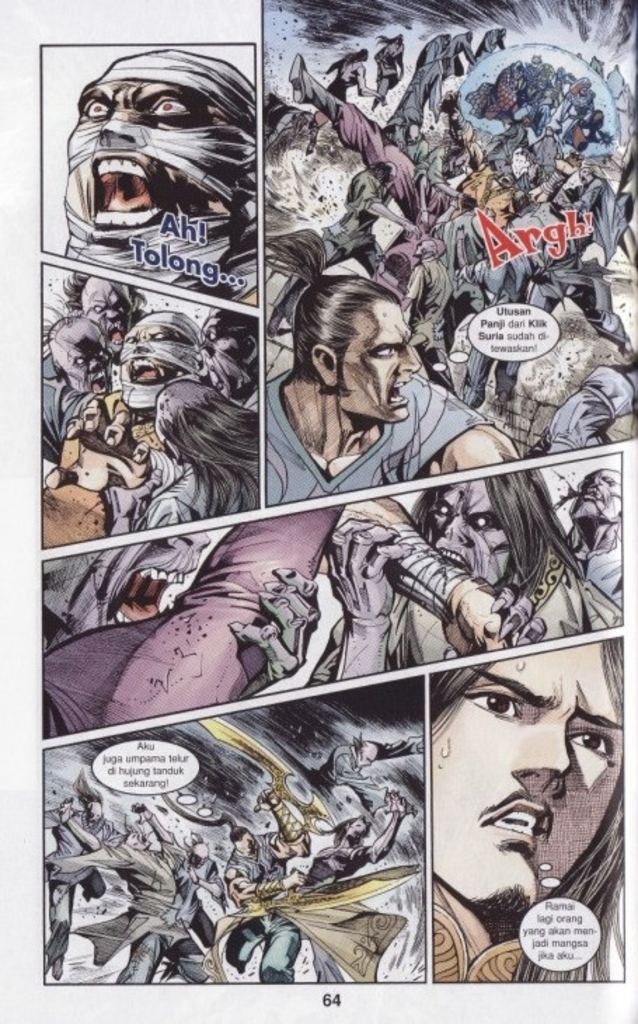 Ah!
Tolong...
Argh!
Utusan
Panji dari Klik
Suria sudah di-
tewaskan!
Aku
juga umpama telur
di hujung tanduk
sekarang!
Ramai
lagi orang
yang akan men-
jadi mangsa
jika aku...
64